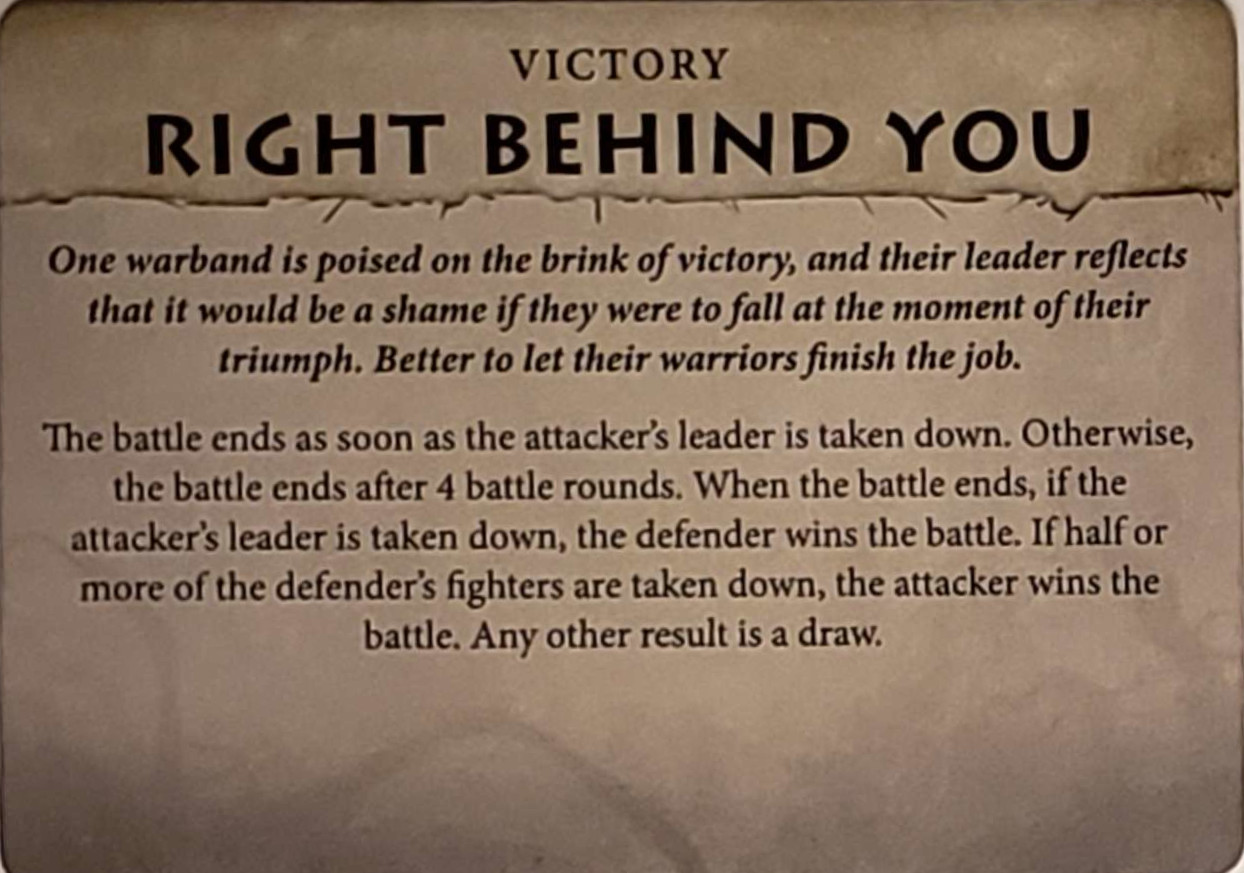 VICTORY
RIGHT BEHIND YOU
One warband is poised on the brink of victory, and their leader reflects
that it would be a shame if they were to fall at the moment of their
triumph. Better to let their warriors finish the job.
The battle ends as soon as the attacker's leader is taken down. Otherwise,
the battle ends after 4 battle rounds. When the battle ends, if the
attacker's leader is taken down, the defender wins the battle. If half or
more of the defender's fighters are taken down, the attacker wins the
battle. Any other result is a draw.